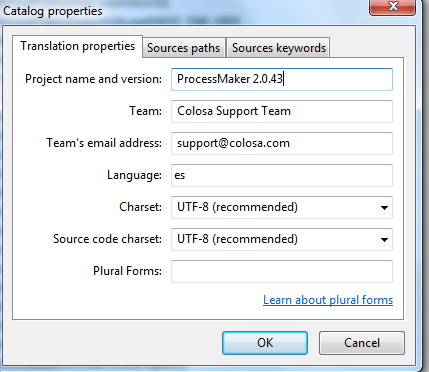 Catalog properties
Translation properties
Sources paths
Sources keywords
Project name and version:
ProcessMaker 2.0.43
Team:
Colosa Support Team
Team's email address:
support@colosa.com
Language:
es
Charset:
UTF-8 (recommended)
Source code charset:
UTF-8 (recommended)
Plural Forms:
Learn about plural forms
OK
Cancel